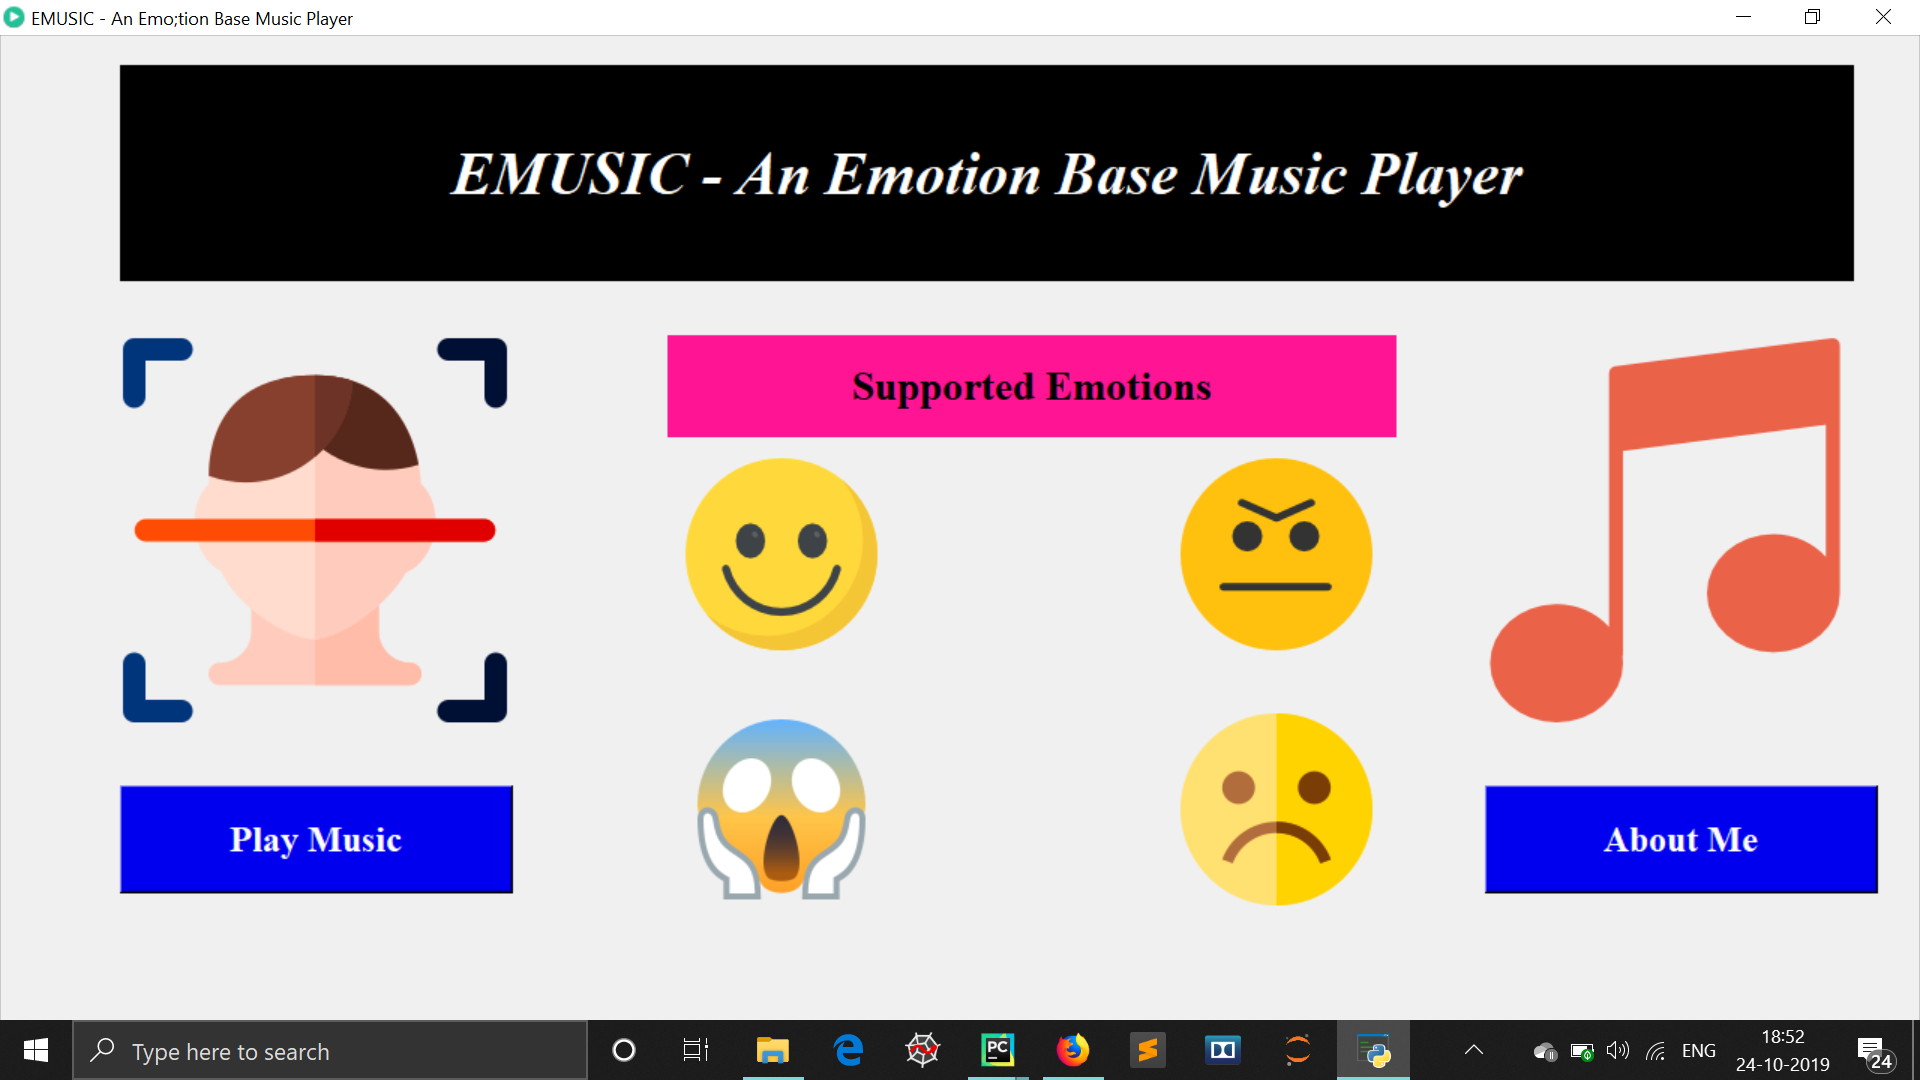 EMUSIC - An Emo;tion Base Music Player
EMUSIC - An Emotion Base Music Player
Supported Emotions
Play Music
About Me
Type here to search
PC
ENG
18:52
24-10-2019
24